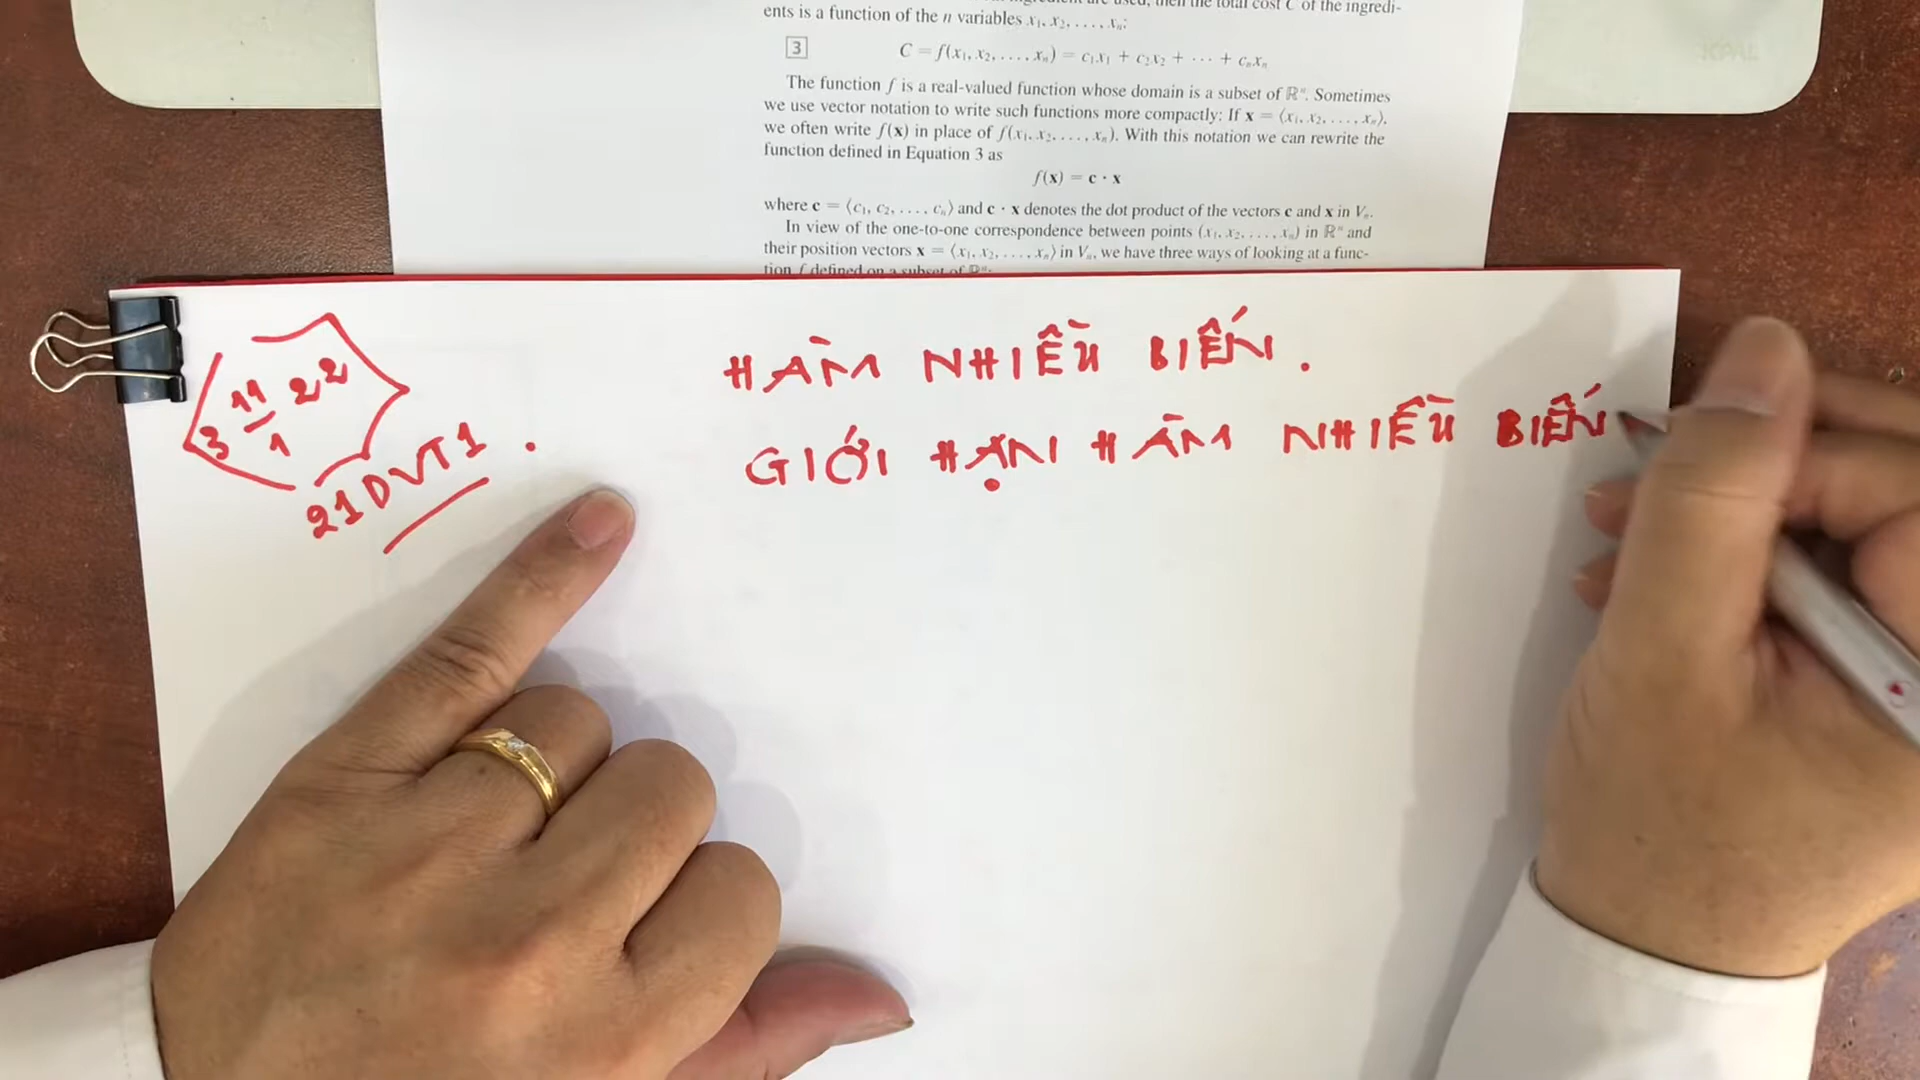 ents is a function of the n variables x₁, x₂, . . . , xₙ:
3 C = f(x₁, x₂, . . . , xₙ) = c₁x₁ + c₂x₂ + · · · + cₙxₙ
The function f is a real-valued function whose domain is a subset of ℝⁿ. Sometimes
we use vector notation to write such functions more compactly: If x = ⟨x₁, x₂, . . . , xₙ⟩,
we often write f(x) in place of f(x₁, x₂, . . . , xₙ). With this notation we can rewrite the
function defined in Equation 3 as
f(x) = c · x
where c = ⟨c₁, c₂, . . . , cₙ⟩ and c · x denotes the dot product of the vectors c and x in Vₙ.
In view of the one-to-one correspondence between points (x₁, x₂, . . . , xₙ) in ℝⁿ and
their position vectors x = ⟨x₁, x₂, . . . , xₙ⟩ in Vₙ, we have three ways of looking at a func-
tion f defined on a subset of ℝⁿ:
HÀM NHIỀU BIẾN.
GIỚI HẠN HÀM NHIỀU BIẾN
3 11/1 22
21DVT1.